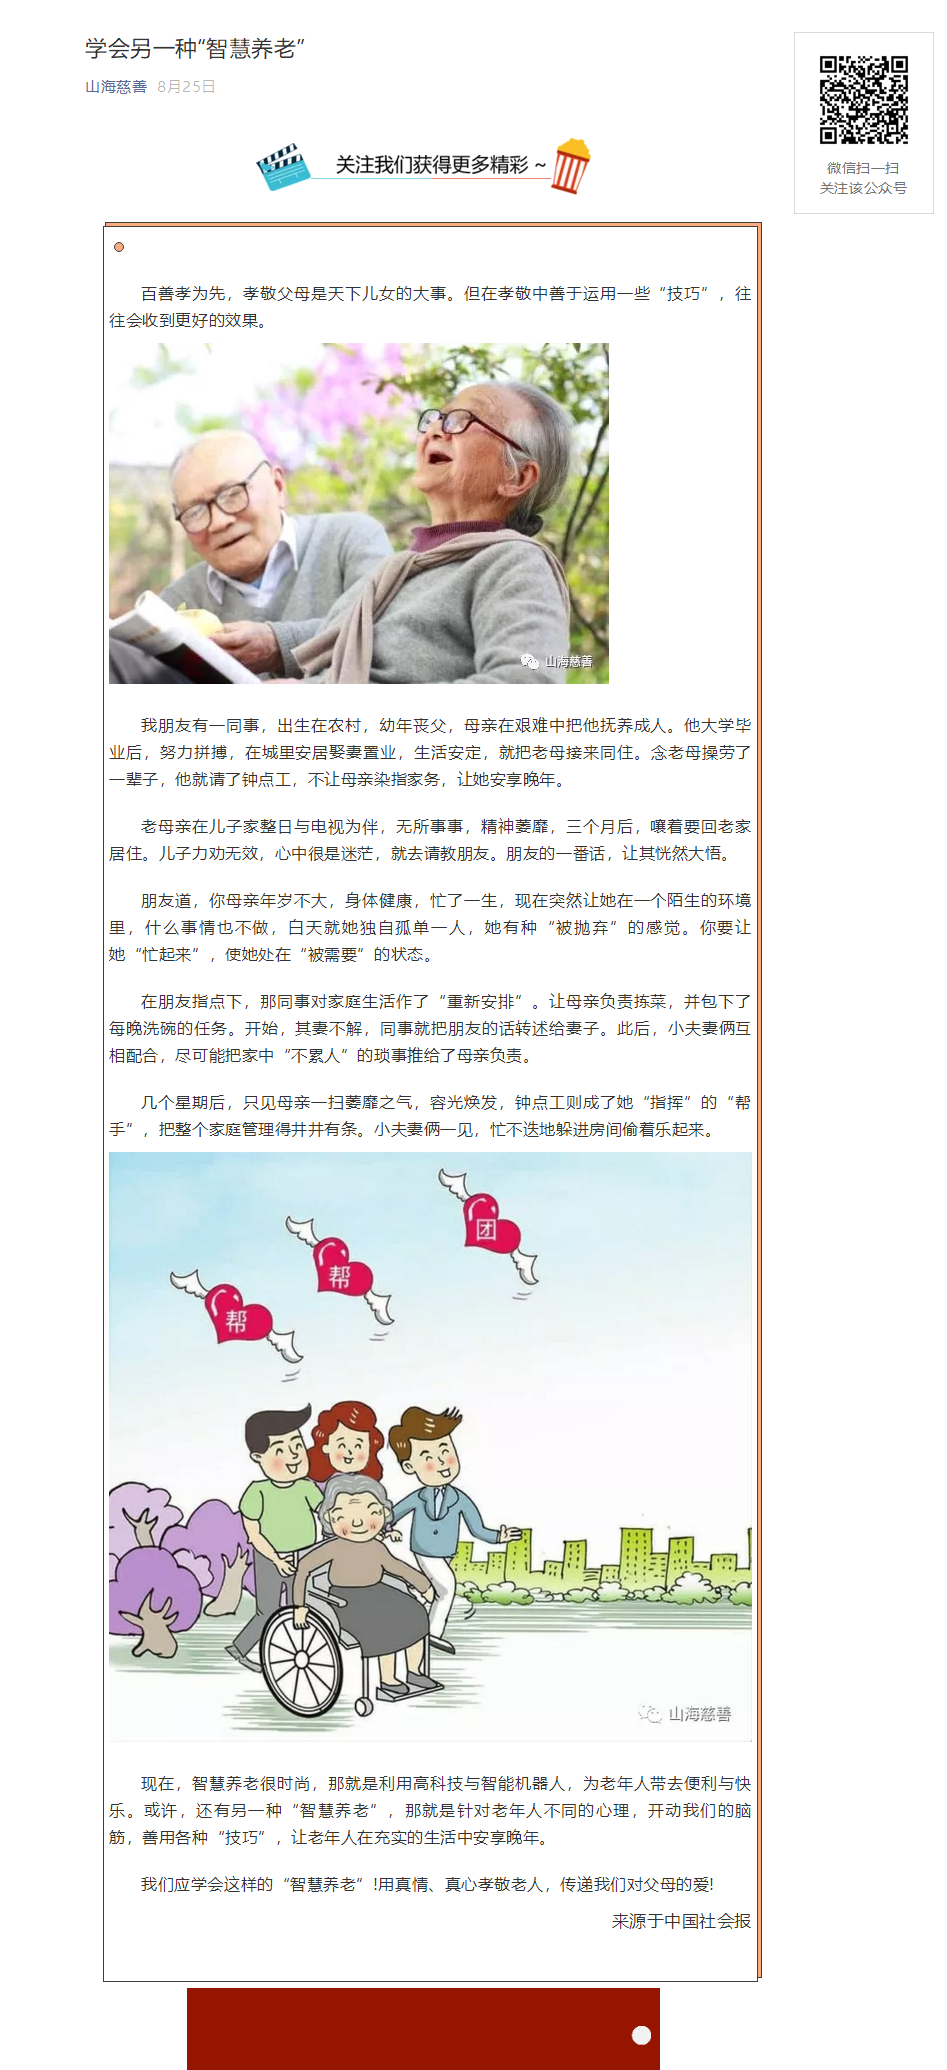 学会另一种“智慧养老”
山海慈善 8月25日
微信扫一扫
关注该公众号
关注我们获得更多精彩 ~
百善孝为先，孝敬父母是天下儿女的大事。但在孝敬中善于运用一些“技巧”，往
往会收到更好的效果。
山海慈善
我朋友有一同事，出生在农村，幼年丧父，母亲在艰难中把他抚养成人。他大学毕
业后，努力拼搏，在城里安居娶妻置业，生活安定，就把老母接来同住。念老母操劳了
一辈子，他就请了钟点工，不让母亲染指家务，让她安享晚年。
老母亲在儿子家整日与电视为伴，无所事事，精神萎靡，三个月后，嚷着要回老家
居住。儿子力劝无效，心中很是迷茫，就去请教朋友。朋友的一番话，让其恍然大悟。
朋友道，你母亲年岁不大，身体健康，忙了一生，现在突然让她在一个陌生的环境
里，什么事情也不做，白天就她独自孤单一人，她有种“被抛弃”的感觉。你要让
她“忙起来”，使她处在“被需要”的状态。
在朋友指点下，那同事对家庭生活作了“重新安排”。让母亲负责拣菜，并包下了
每晚洗碗的任务。开始，其妻不解，同事就把朋友的话转述给妻子。此后，小夫妻俩互
相配合，尽可能把家中“不累人”的琐事推给了母亲负责。
几个星期后，只见母亲一扫萎靡之气，容光焕发，钟点工则成了她“指挥”的“帮
手”，把整个家庭管理得井井有条。小夫妻俩一见，忙不迭地躲进房间偷着乐起来。
帮
帮
团
山海慈善
现在，智慧养老很时尚，那就是利用高科技与智能机器人，为老年人带去便利与快
乐。或许，还有另一种“智慧养老”，那就是针对老年人不同的心理，开动我们的脑
筋，善用各种“技巧”，让老年人在充实的生活中安享晚年。
我们应学会这样的“智慧养老”!用真情、真心孝敬老人，传递我们对父母的爱!
来源于中国社会报